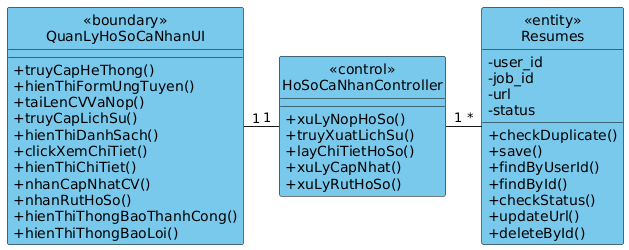 «boundary»
QuanLyHoSoCaNhanUI
+truyCapHeThong()
+hienThiFormUngTuyen()
+taiLenCVVaNop()
+truyCapLichSu()
+hienThiDanhSach()
+clickXemChiTiet()
+hienThiChiTiet()
+nhanCapNhatCV()
+nhanRutHoSo()
+hienThiThongBaoThanhCong()
+hienThiThongBaoLoi()
1 1
«control»
HoSoCaNhanController
+xuLyNopHoSo()
+truyXuatLichSu()
+layChiTietHoSo()
+xuLyCapNhat()
+xuLyRutHoSo()
1 *
«entity»
Resumes
-user_id
-job_id
-url
-status
+checkDuplicate()
+save()
+findByUserId()
+findById()
+checkStatus()
+updateUrl()
+deleteById()